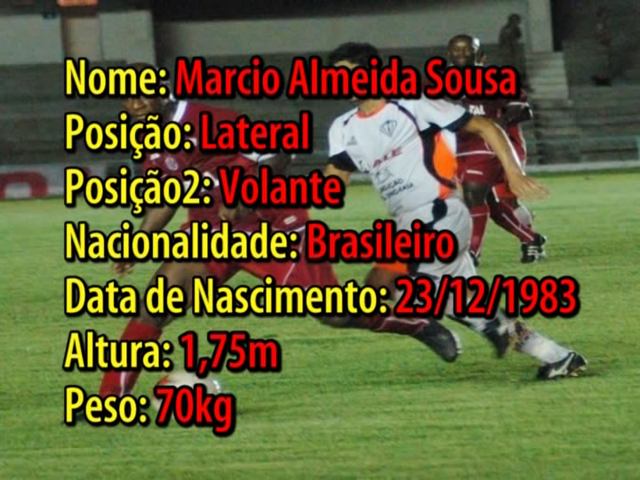 Nome: Marcio Almeida Sousa
Posição: Lateral
Posição2: Volante
Nacionalidade: Brasileiro
Data de Nascimento: 23/12/1983
Altura: 1,75m
Peso: 70kg